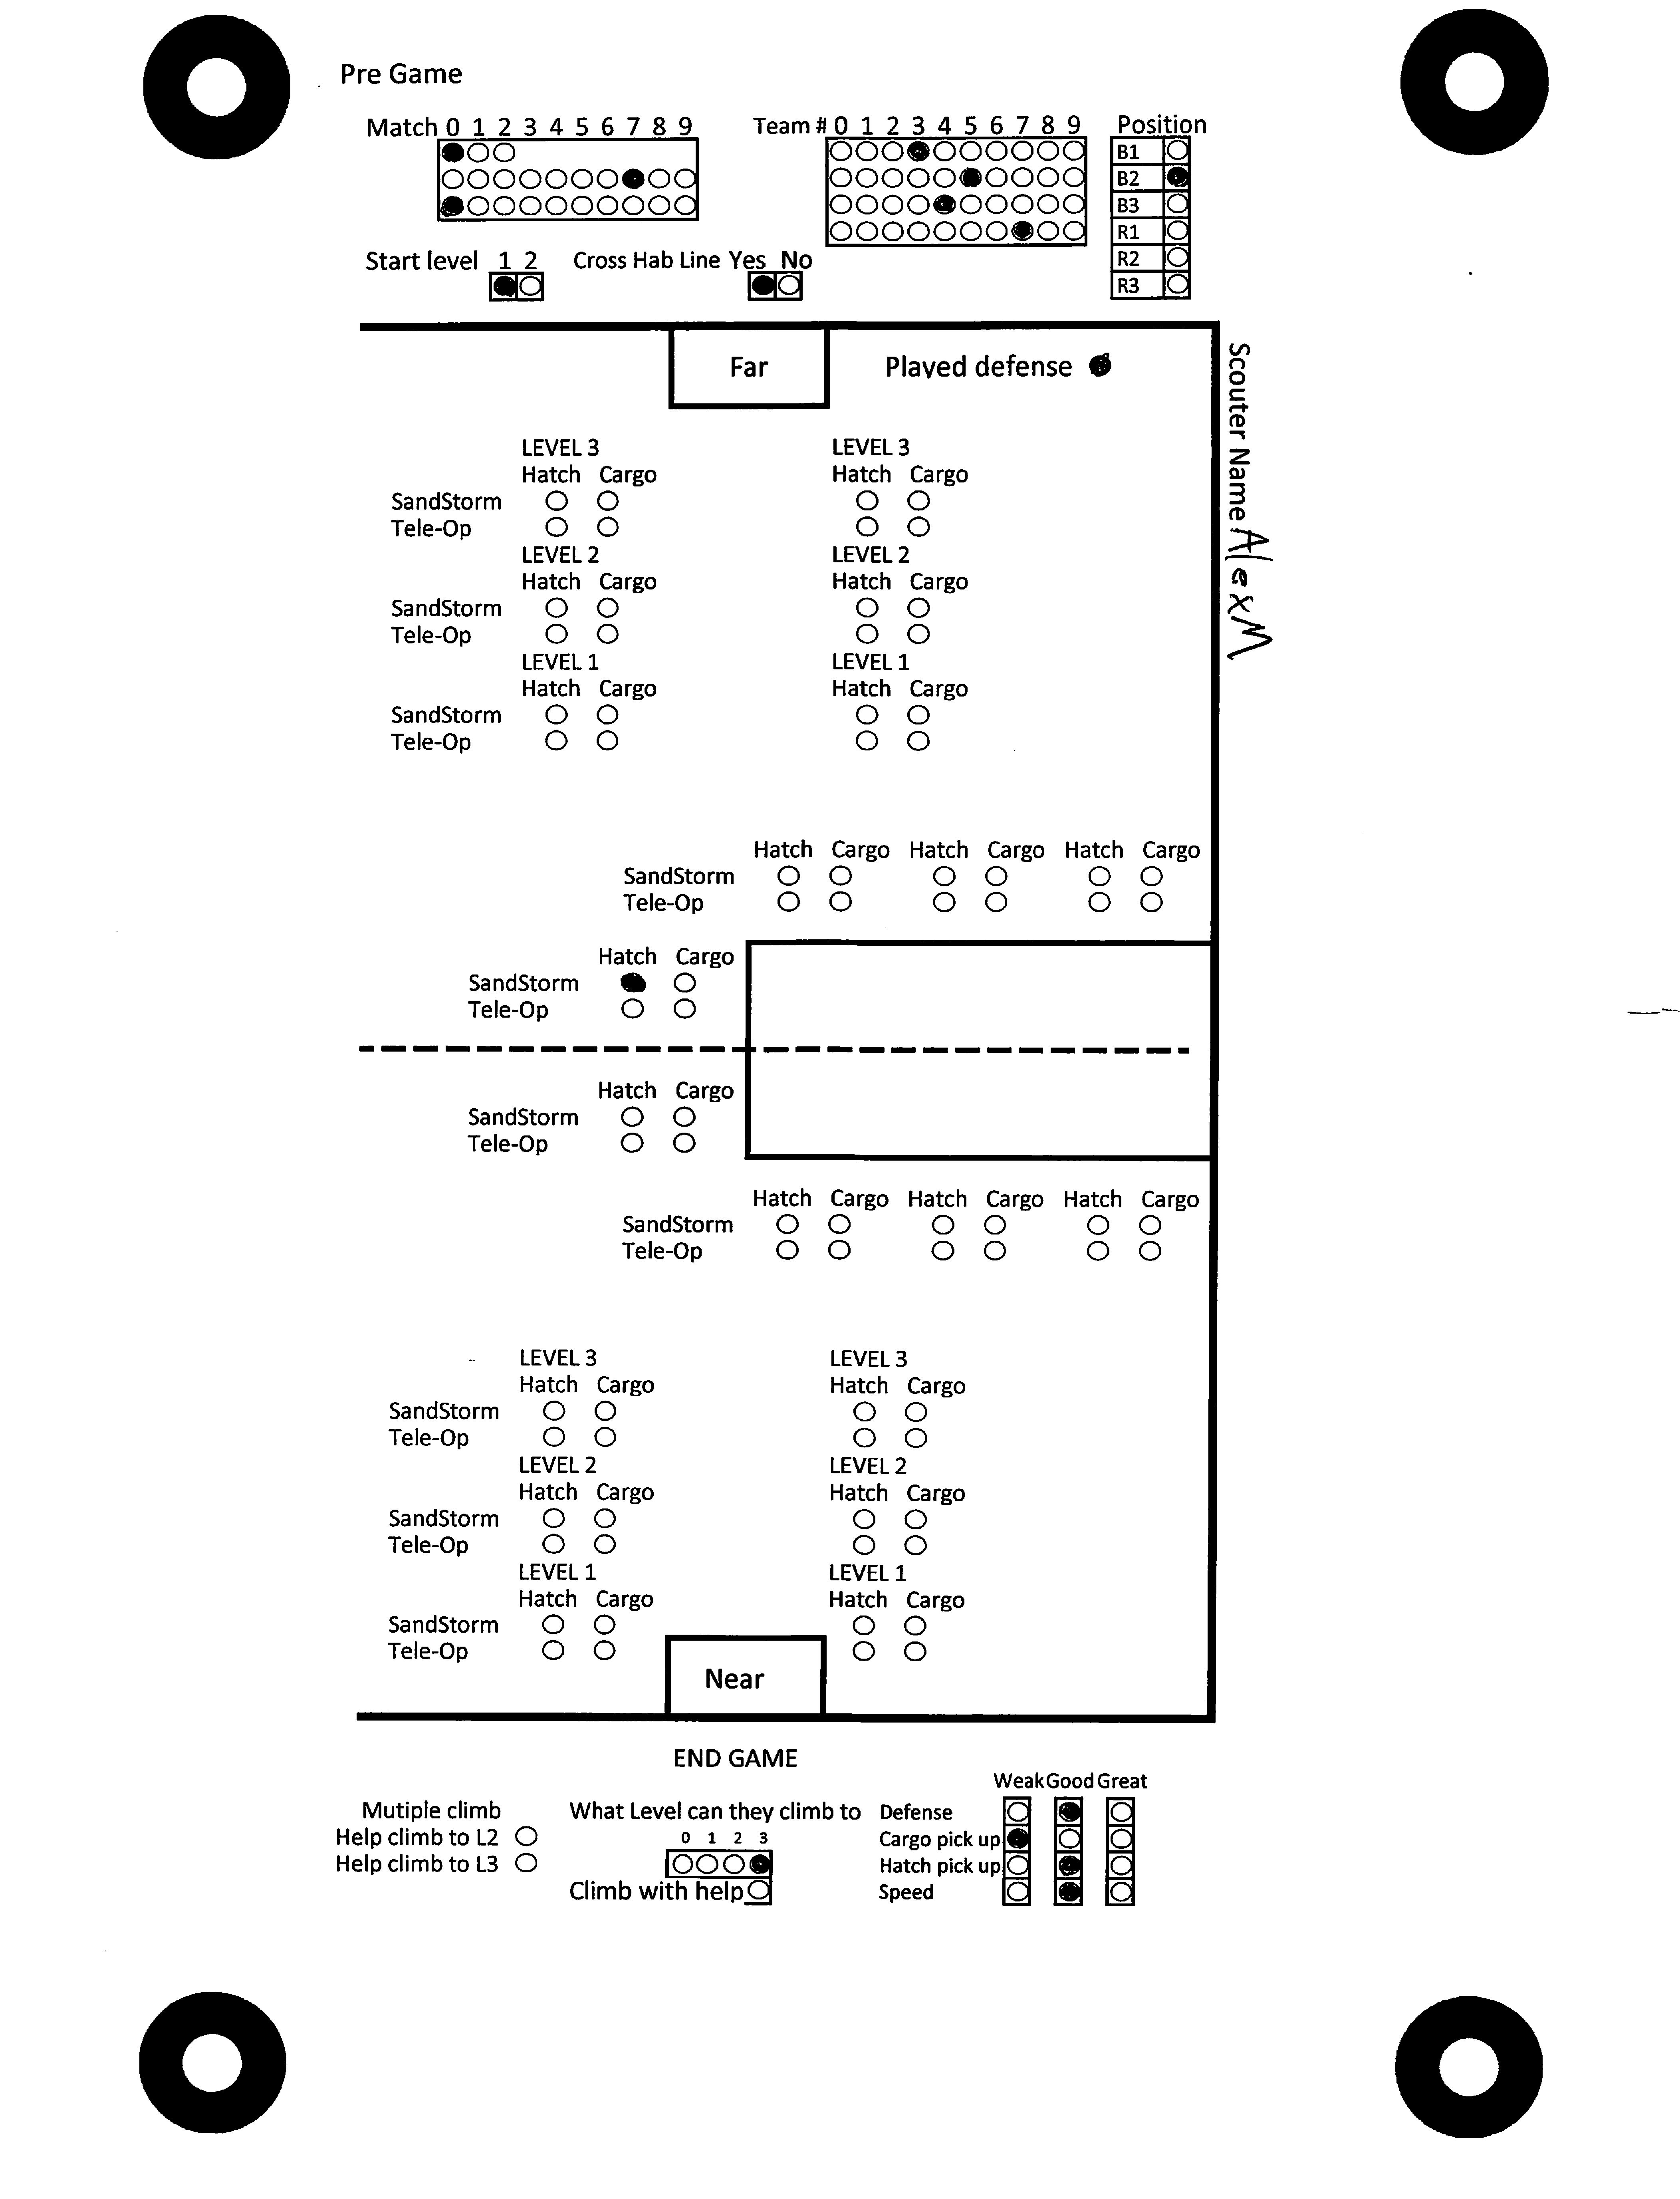 Pre Game
Match 0 1 2 3 4 5 6 7 8 9
Team # 0 1 2 3 4 5 6 7 8 9
Position
B1
B2
B3
R1
R2
R3
Start level 1 2
Cross Hab Line Yes No
Far
Played defense
Scouter Name AlexM
LEVEL 3 LEVEL 3
Hatch Cargo Hatch Cargo
SandStorm
Tele-Op
LEVEL 2 LEVEL 2
Hatch Cargo Hatch Cargo
SandStorm
Tele-Op
LEVEL 1 LEVEL 1
Hatch Cargo Hatch Cargo
SandStorm
Tele-Op
Hatch Cargo Hatch Cargo Hatch Cargo
SandStorm
Tele-Op
Hatch Cargo
SandStorm
Tele-Op
Hatch Cargo
SandStorm
Tele-Op
Hatch Cargo Hatch Cargo Hatch Cargo
SandStorm
Tele-Op
LEVEL 3 LEVEL 3
Hatch Cargo Hatch Cargo
SandStorm
Tele-Op
LEVEL 2 LEVEL 2
Hatch Cargo Hatch Cargo
SandStorm
Tele-Op
LEVEL 1 LEVEL 1
Hatch Cargo Hatch Cargo
SandStorm
Tele-Op
Near
END GAME
Mutiple climb
Help climb to L2
Help climb to L3
What Level can they climb to
0 1 2 3
Climb with help
Weak Good Great
Defense
Cargo pick up
Hatch pick up
Speed